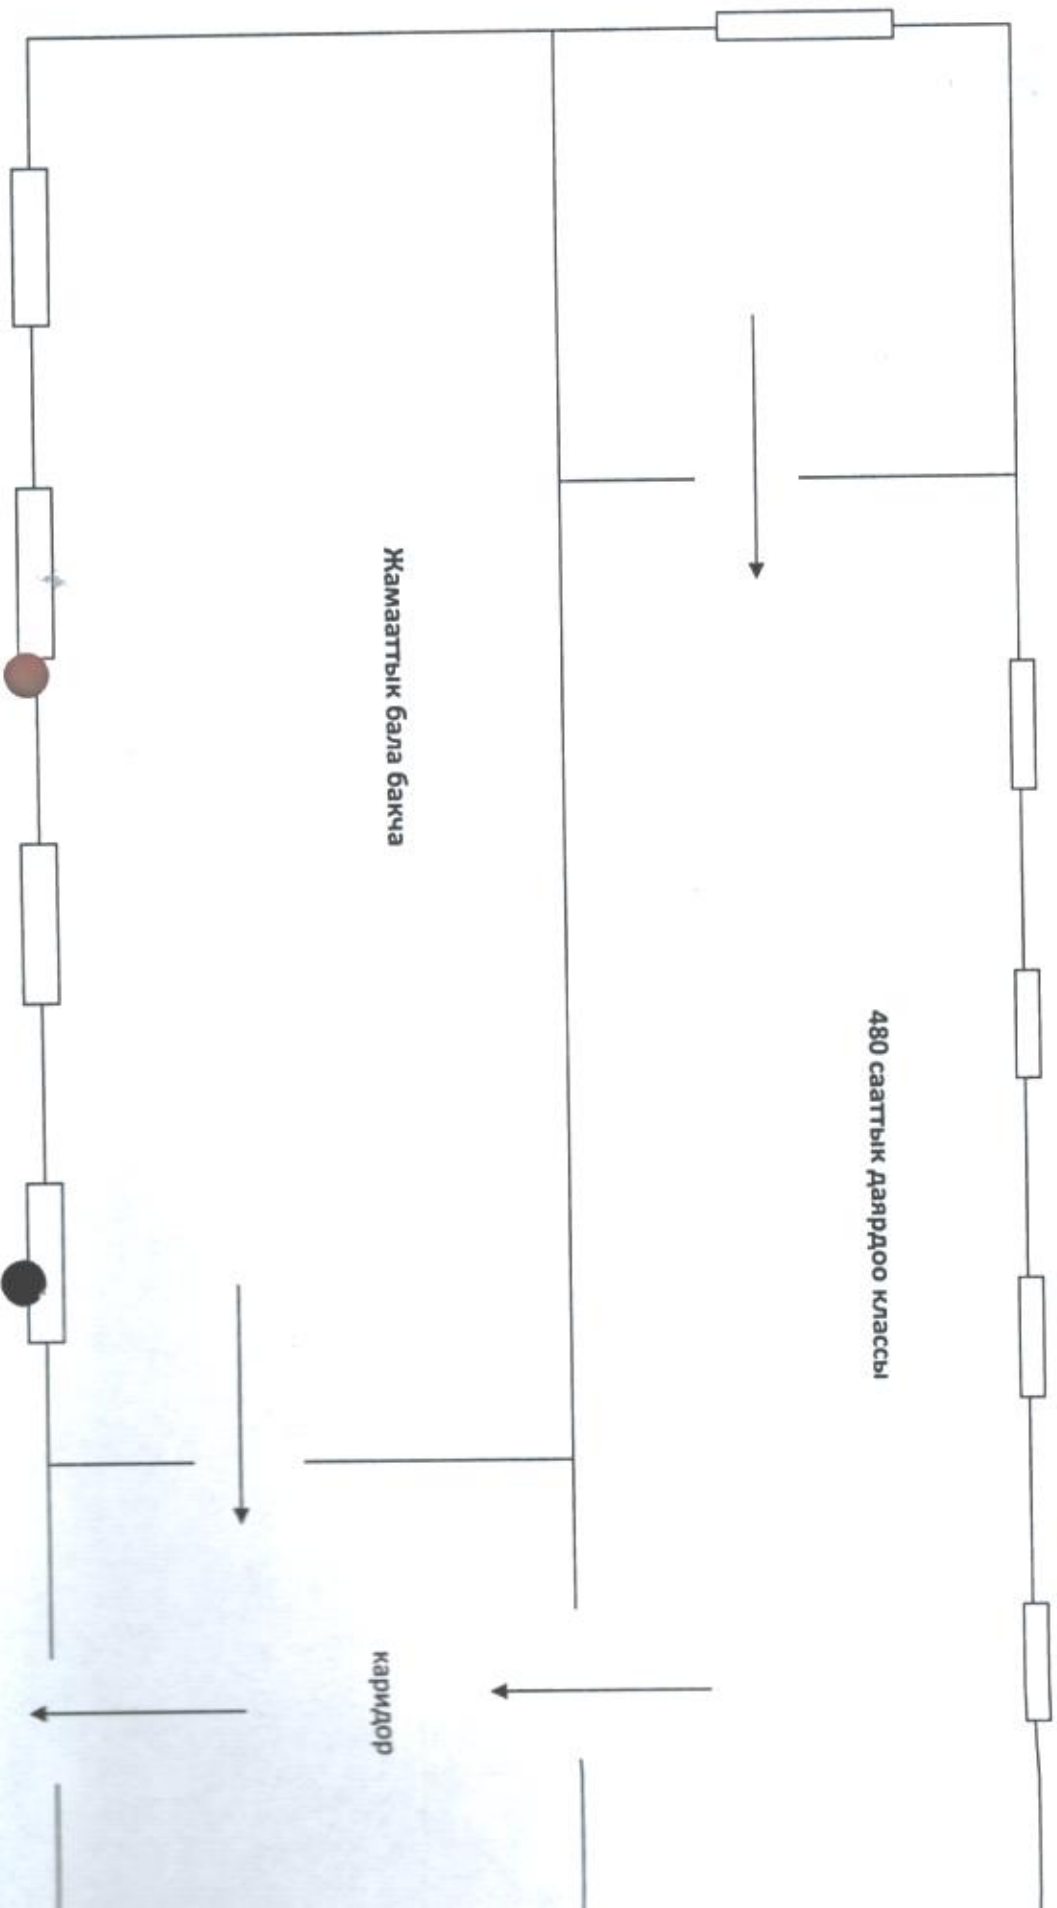 480 сааттык даярдоо классы
Жамааттык бала бакча
каридор